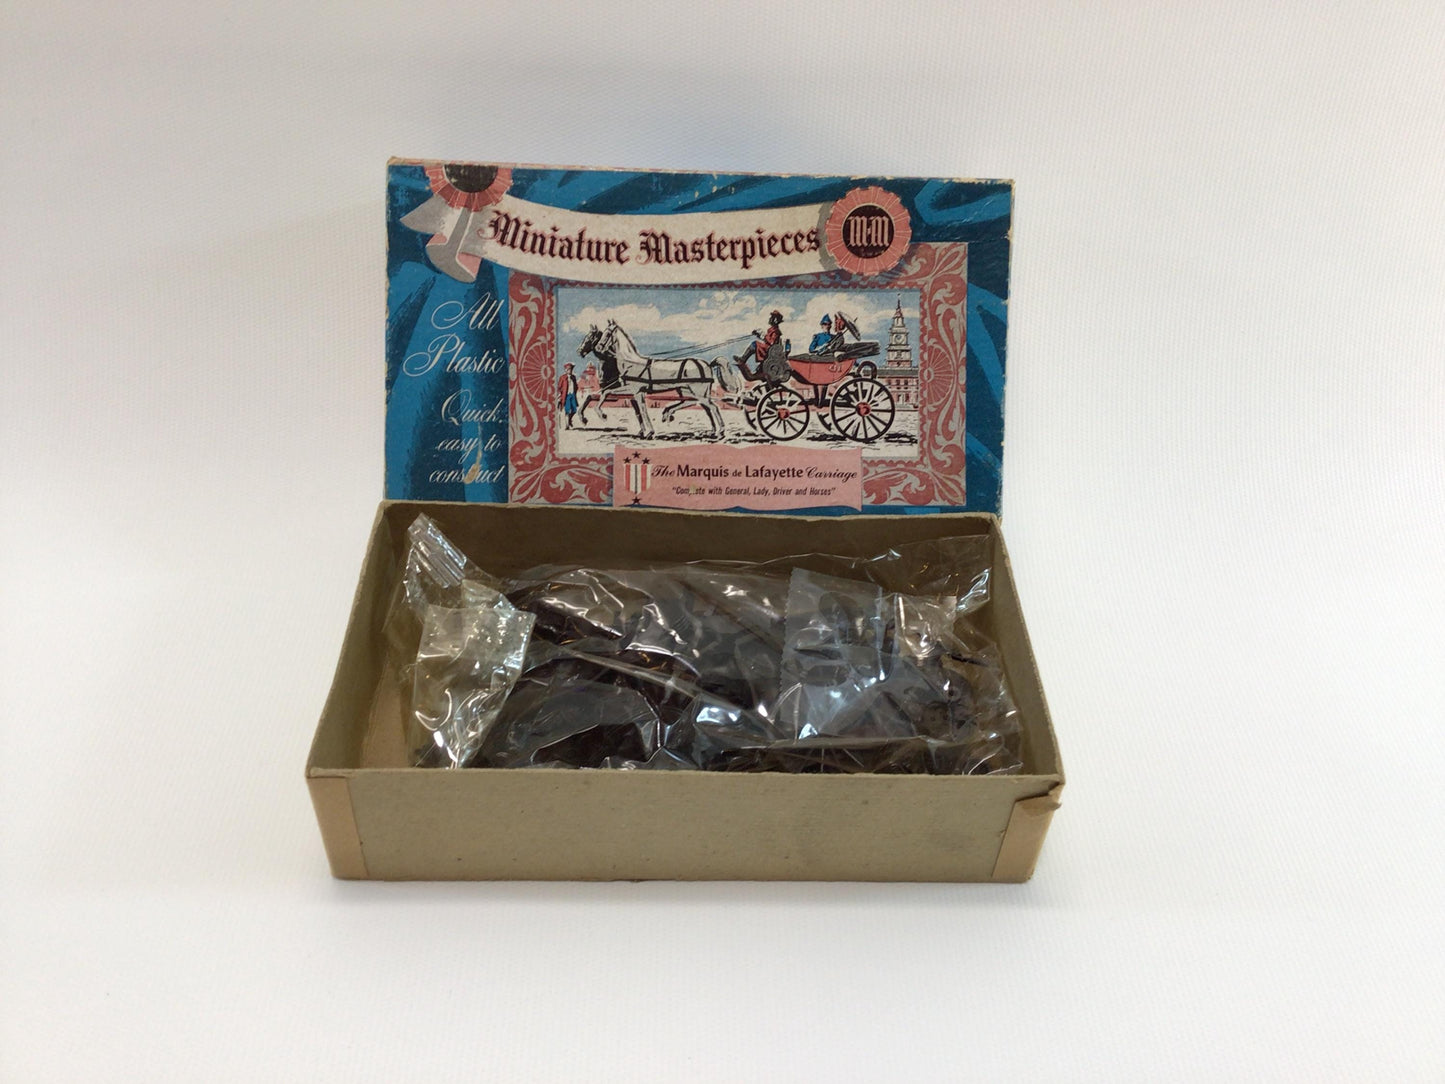 Miniature Masterpieces
M·M
All
Plastic
Quick,
easy to
construct
The Marquis de Lafayette Carriage
"Complete with General, Lady, Driver and Horses"